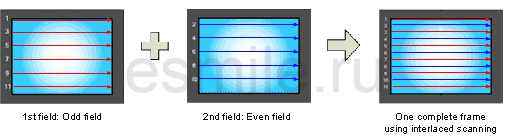 1
3
5
7
9
11
2
4
6
8
10
esmile.ru
1st field: Odd field
2nd field: Even field
One complete frame
using interlaced scanning